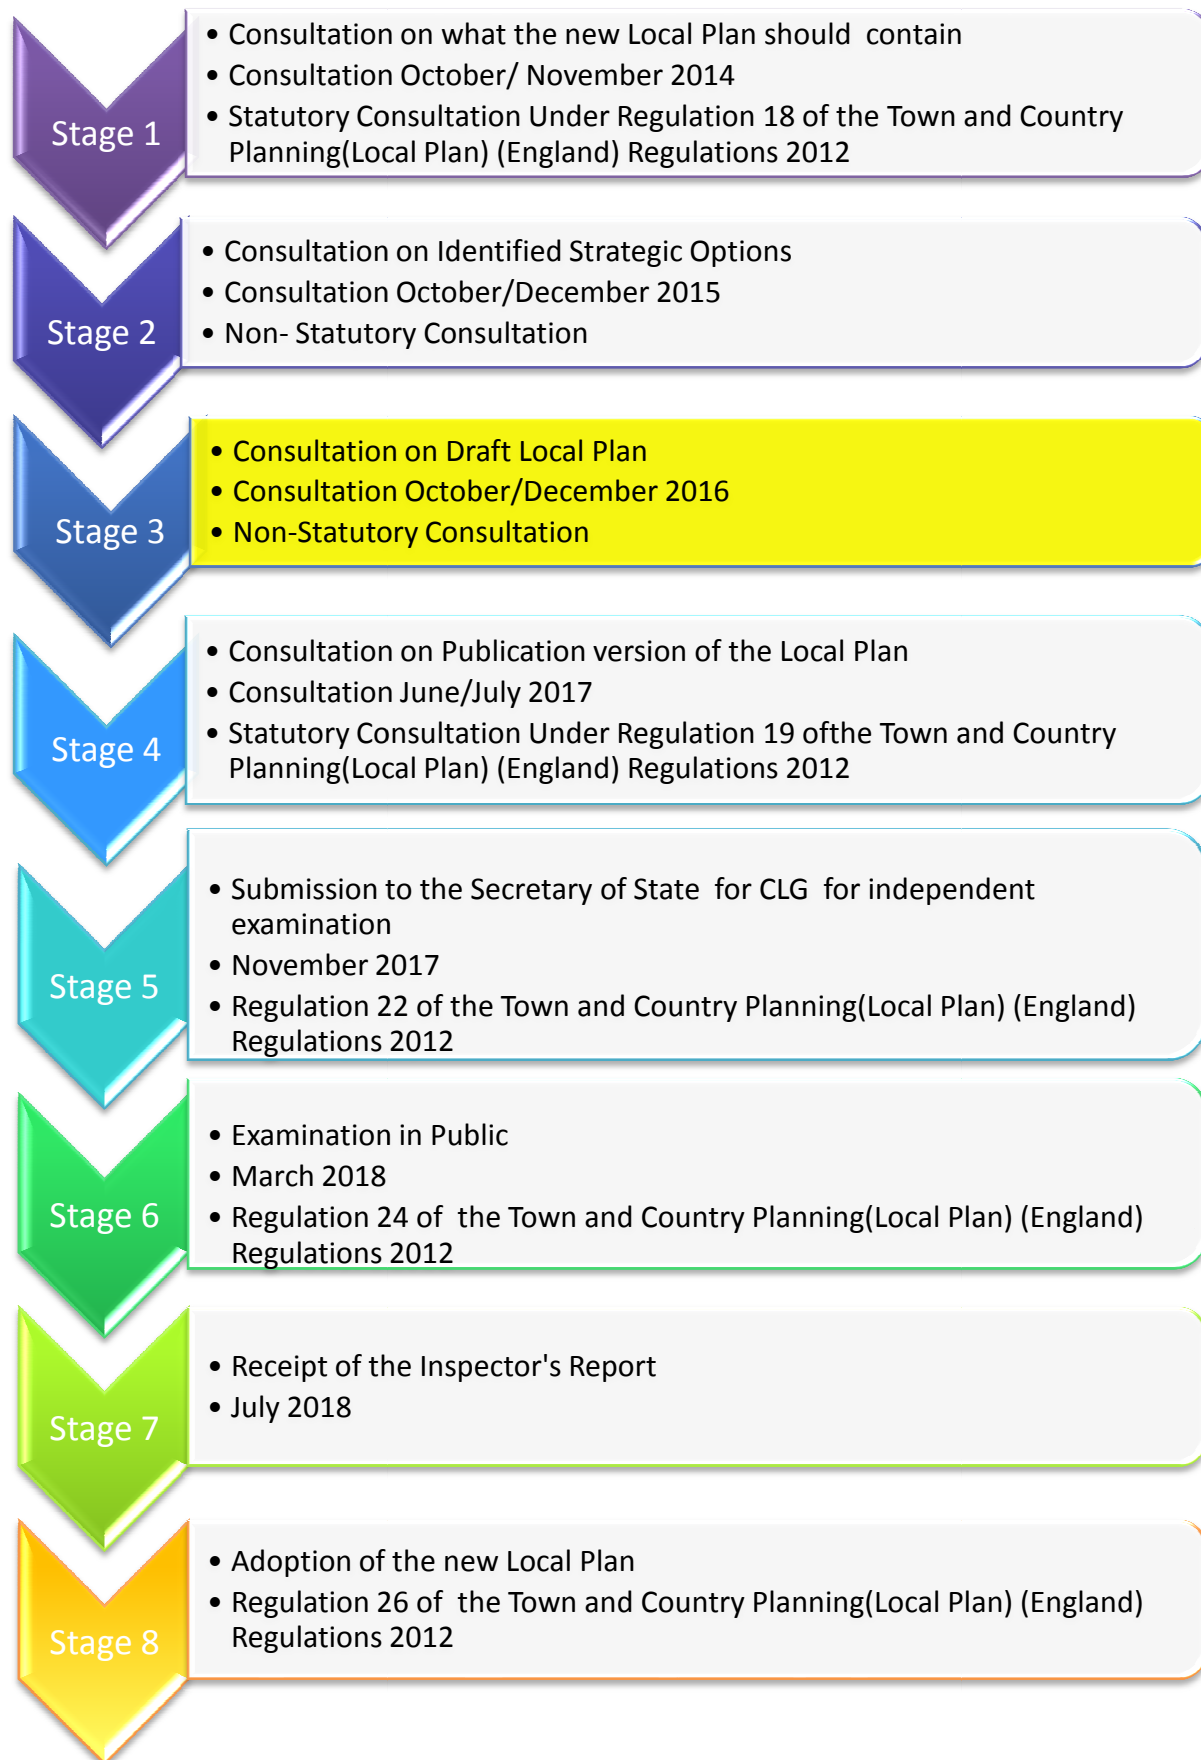 Stage 1
• Consultation on what the new Local Plan should contain
• Consultation October/ November 2014
• Statutory Consultation Under Regulation 18 of the Town and Country
Planning(Local Plan) (England) Regulations 2012
Stage 2
• Consultation on Identified Strategic Options
• Consultation October/December 2015
• Non- Statutory Consultation
Stage 3
• Consultation on Draft Local Plan
• Consultation October/December 2016
• Non-Statutory Consultation
Stage 4
• Consultation on Publication version of the Local Plan
• Consultation June/July 2017
• Statutory Consultation Under Regulation 19 ofthe Town and Country
Planning(Local Plan) (England) Regulations 2012
Stage 5
• Submission to the Secretary of State for CLG for independent
examination
• November 2017
• Regulation 22 of the Town and Country Planning(Local Plan) (England)
Regulations 2012
Stage 6
• Examination in Public
• March 2018
• Regulation 24 of the Town and Country Planning(Local Plan) (England)
Regulations 2012
Stage 7
• Receipt of the Inspector's Report
• July 2018
Stage 8
• Adoption of the new Local Plan
• Regulation 26 of the Town and Country Planning(Local Plan) (England)
Regulations 2012